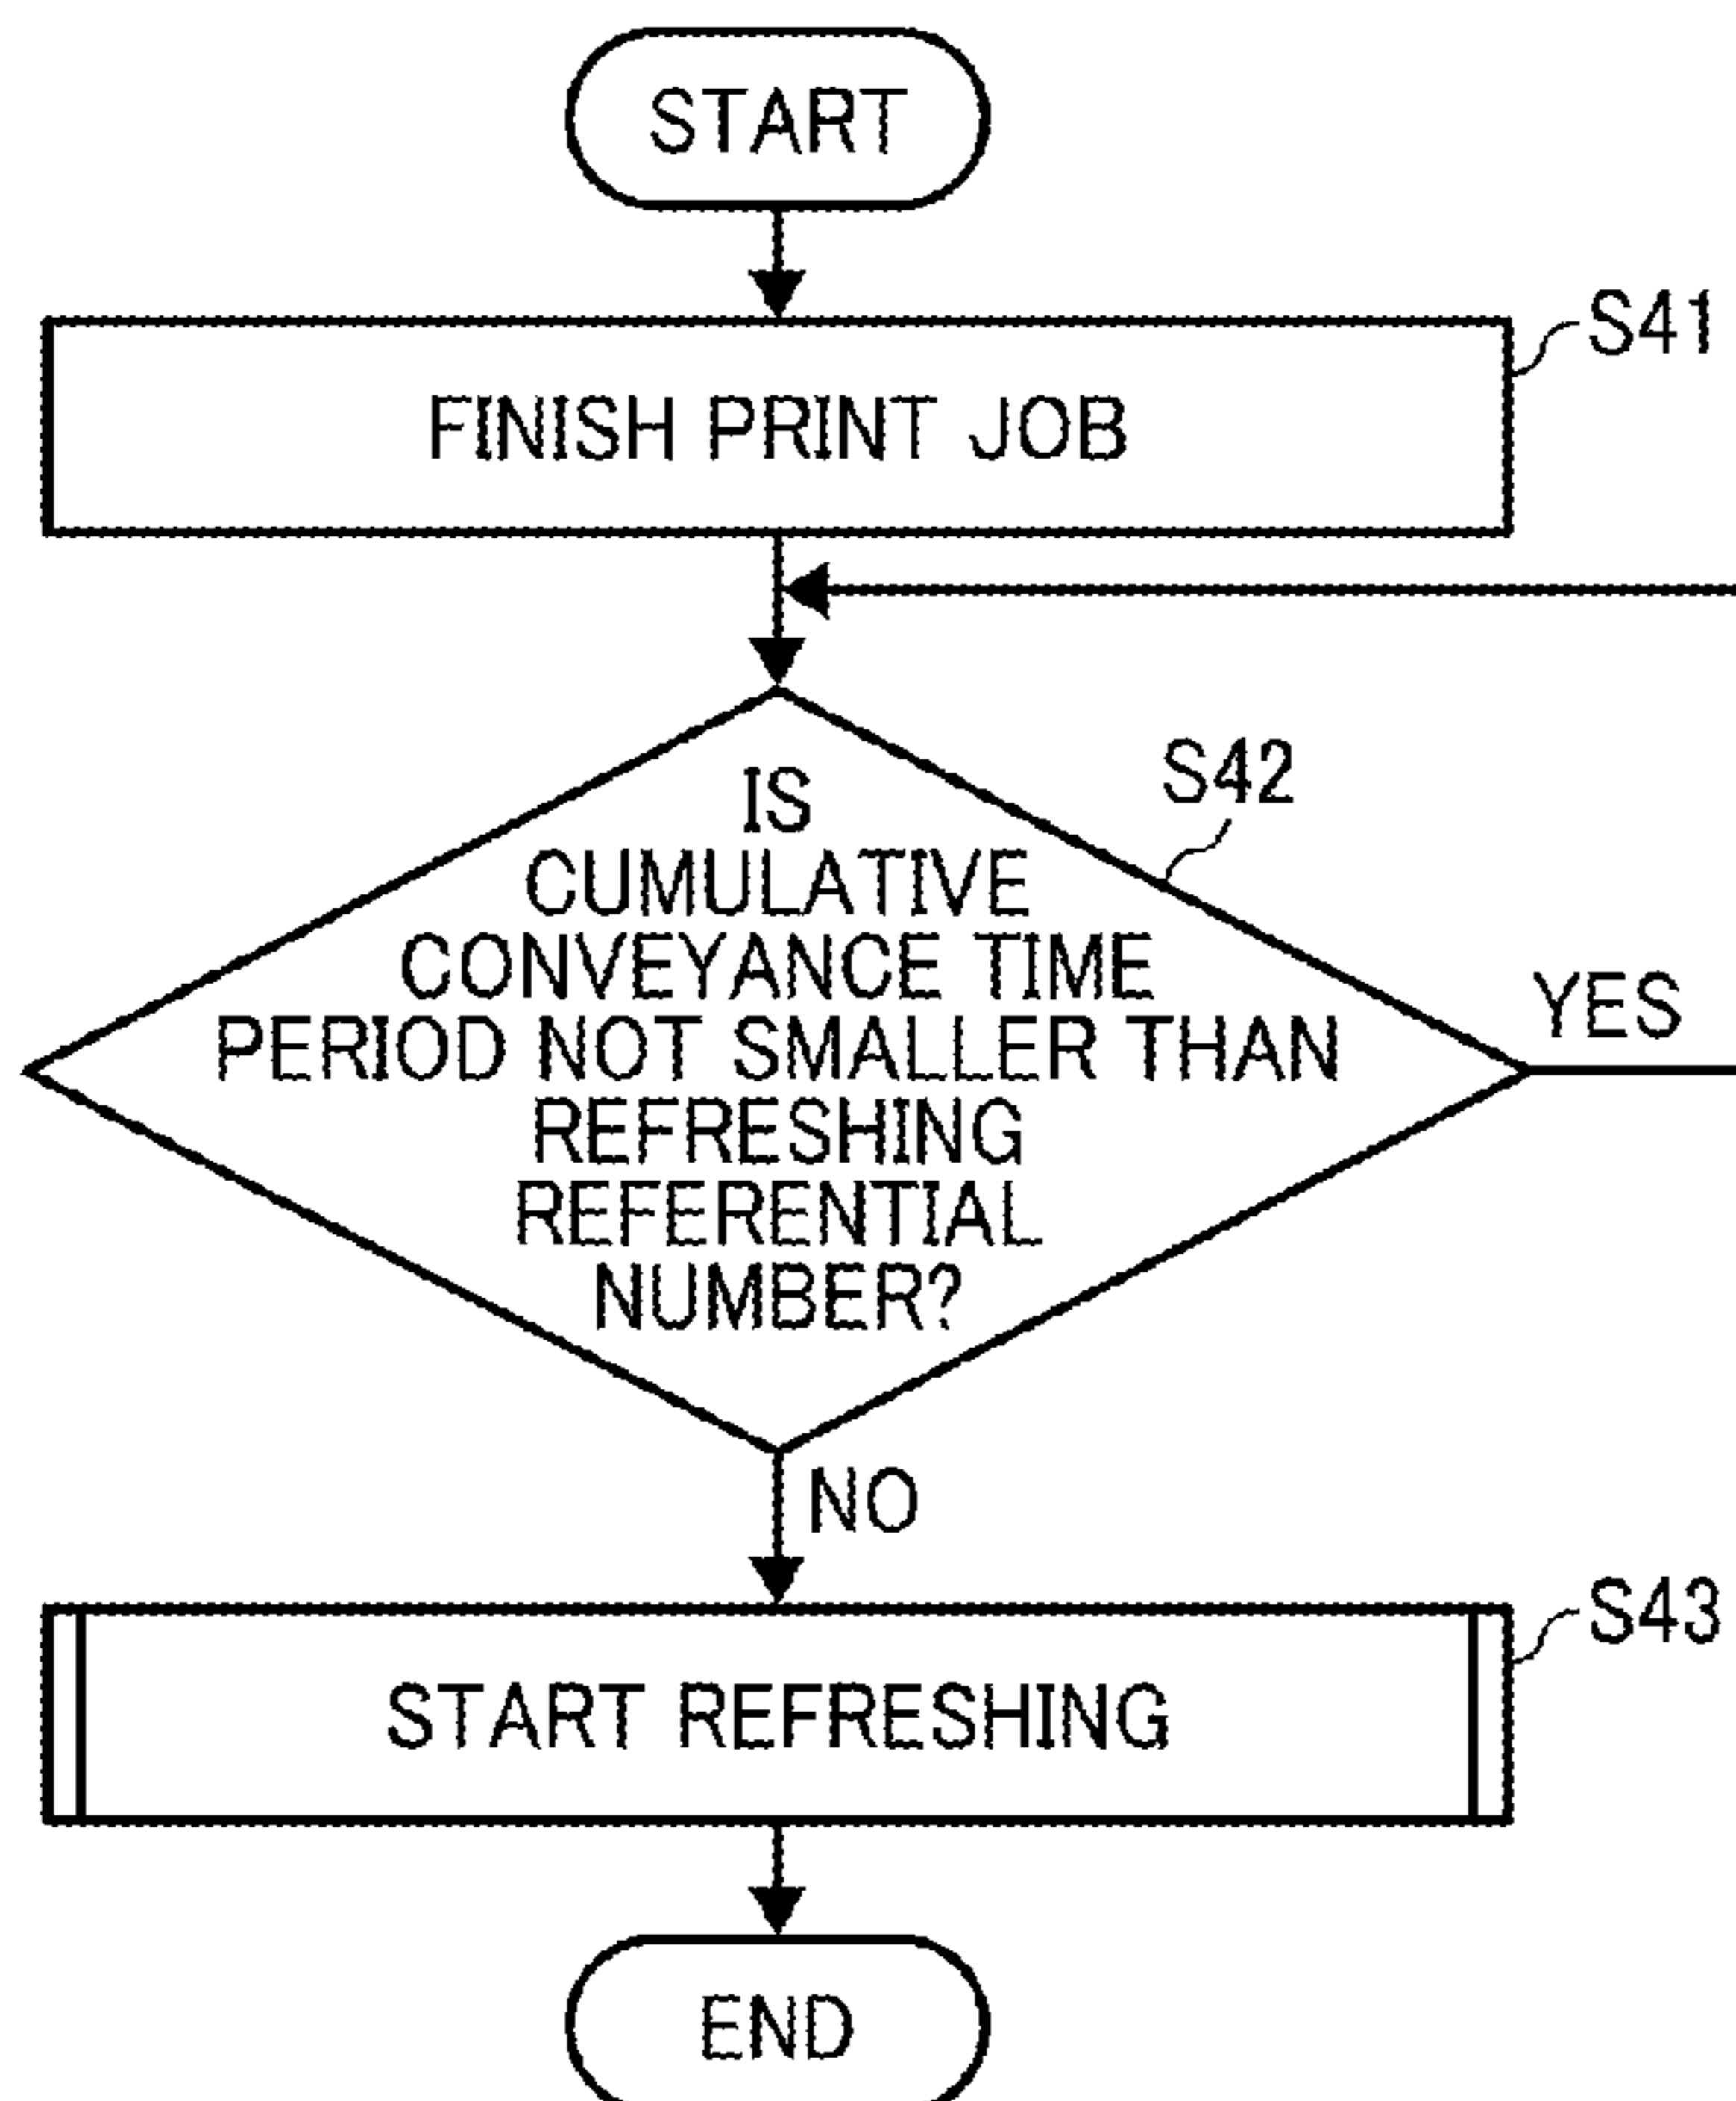 START
S41
FINISH PRINT JOB
S42
IS
CUMULATIVE
CONVEYANCE TIME
PERIOD NOT SMALLER THAN
REFRESHING
REFERENTIAL
NUMBER?
YES
NO
S43
START REFRESHING
END